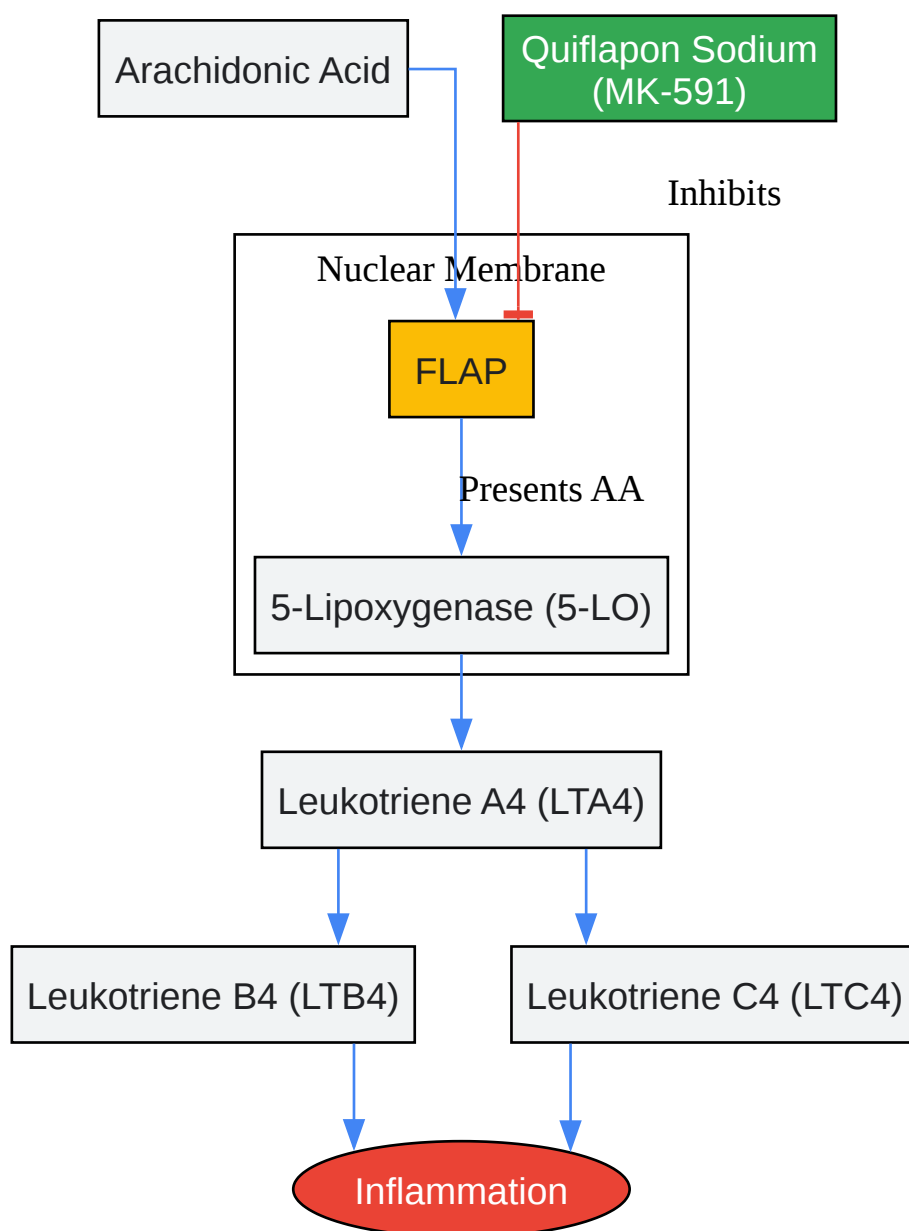 Arachidonic Acid
Quiflapon Sodium
(MK-591)
Inhibits
Nuclear Membrane
FLAP
Presents AA
5-Lipoxygenase (5-LO)
Leukotriene A4 (LTA4)
Leukotriene B4 (LTB4)
Leukotriene C4 (LTC4)
Inflammation